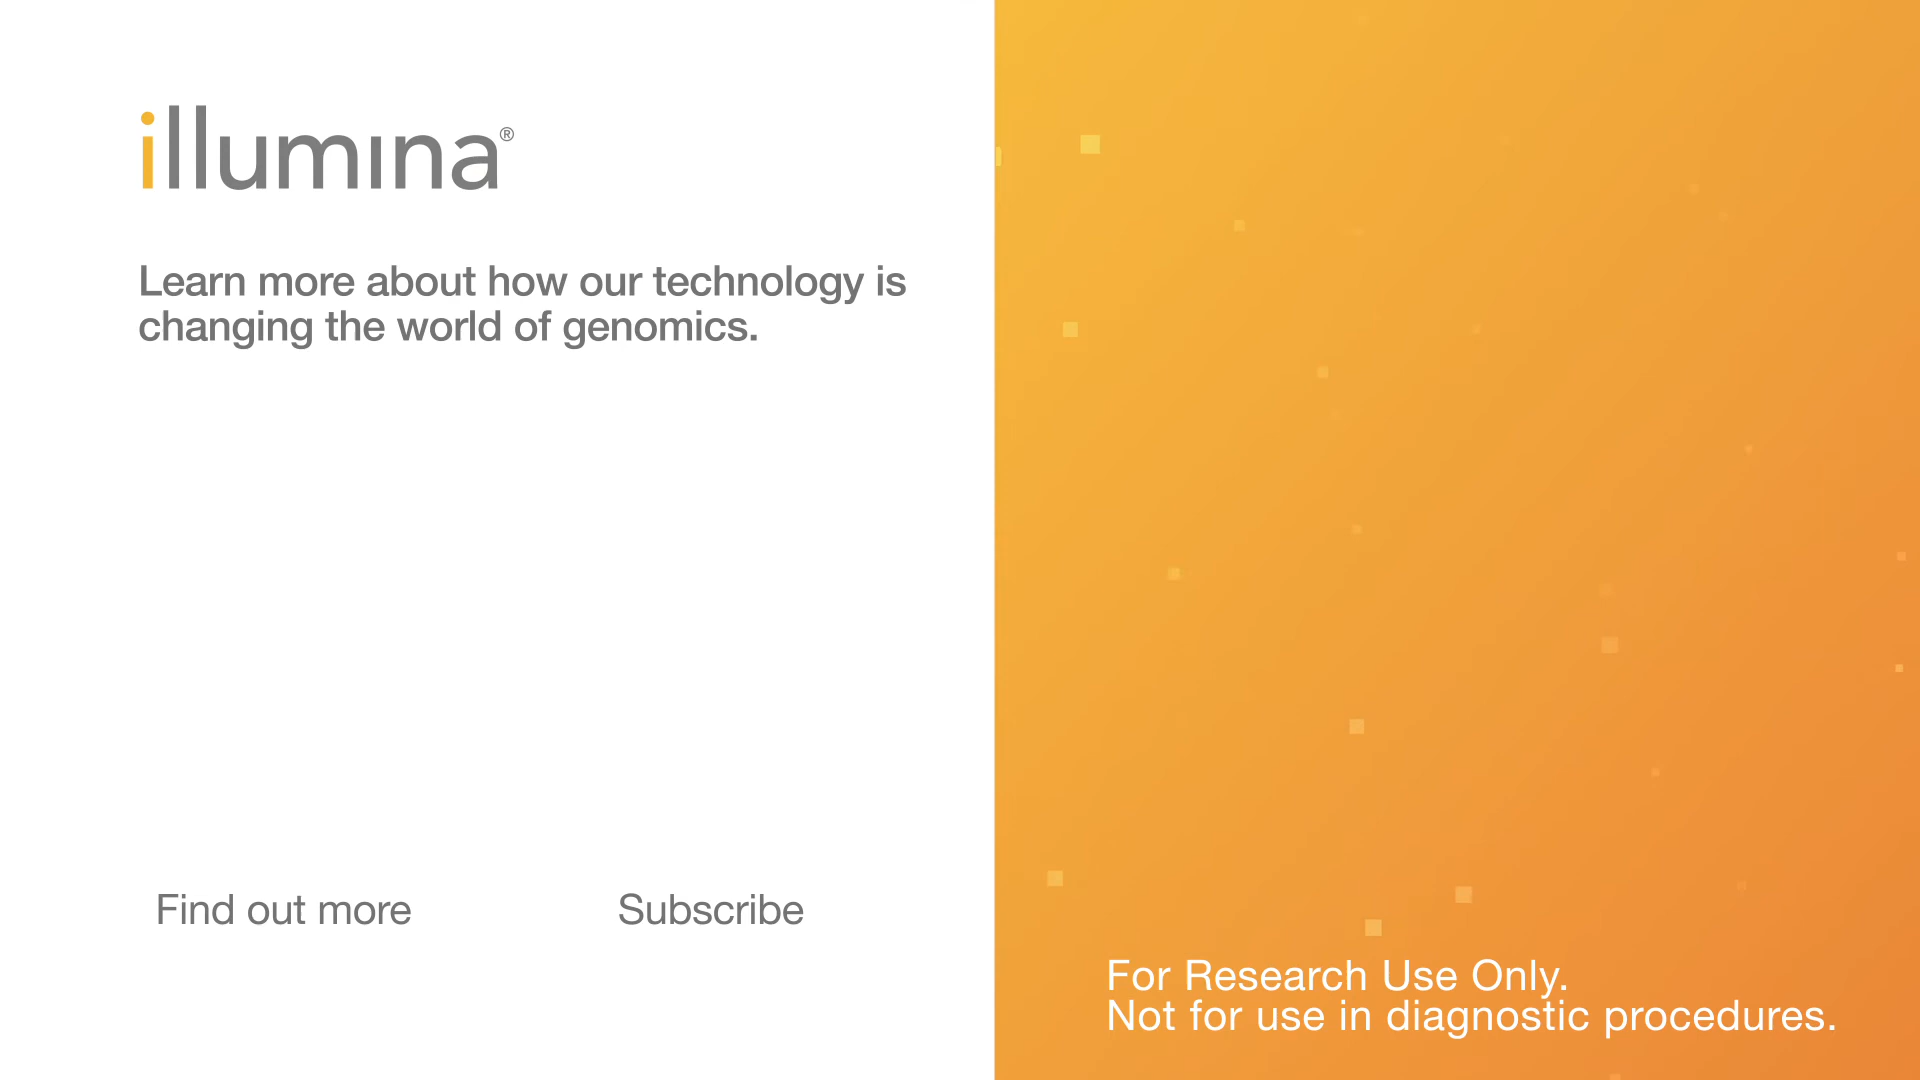 illumina®
Learn more about how our technology is
changing the world of genomics.
Find out more
Subscribe
For Research Use Only.
Not for use in diagnostic procedures.